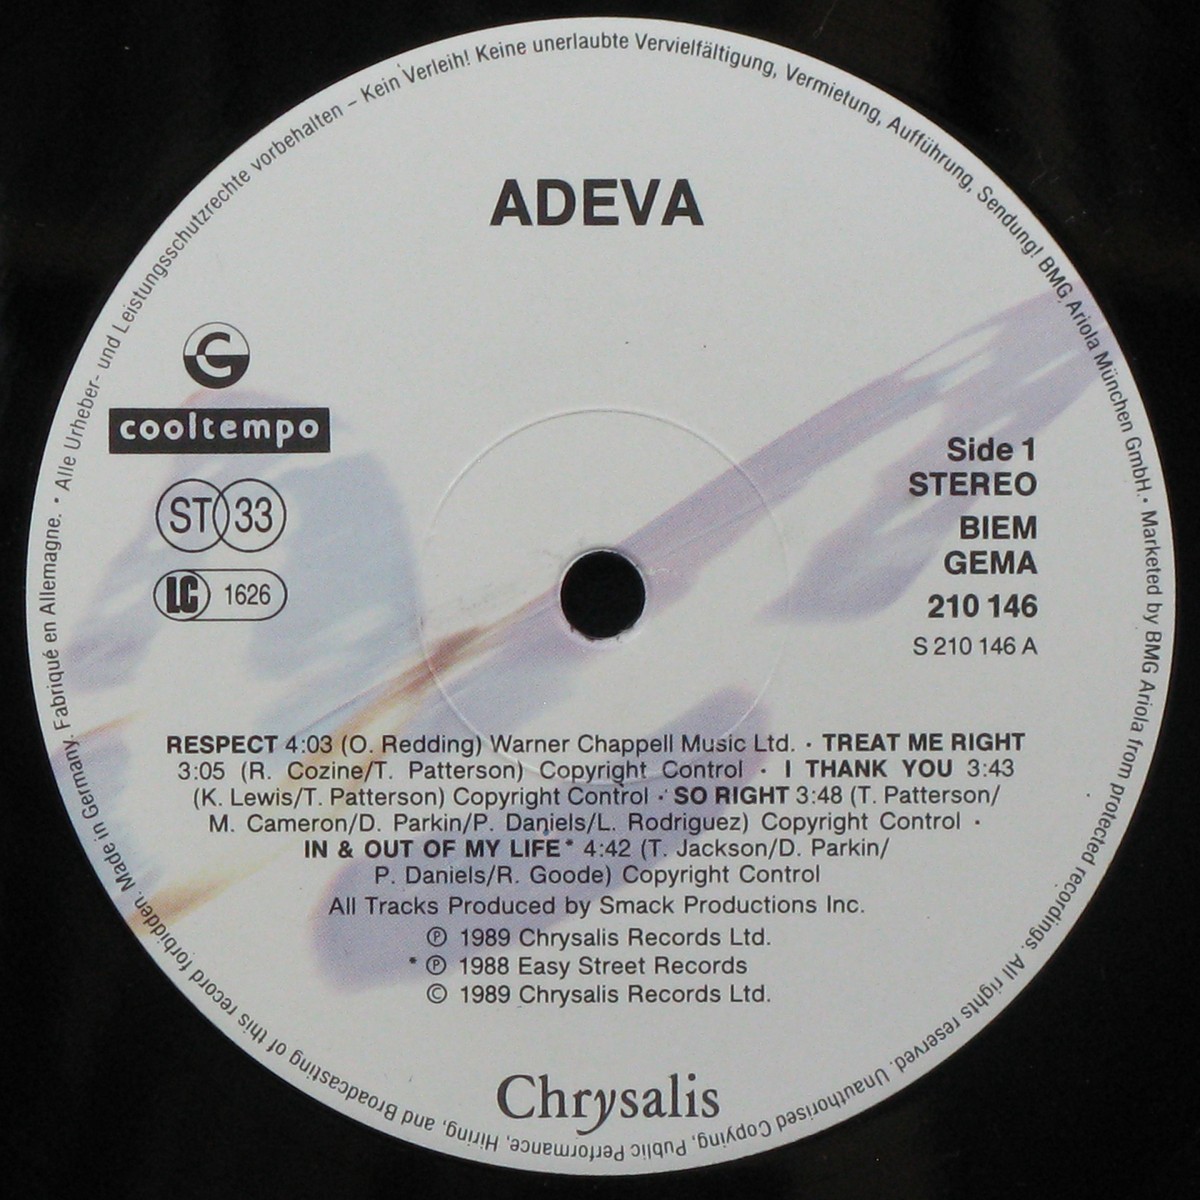 ADEVA
G
cooltempo
ST 33
LC 1626
Side 1
STEREO
BIEM
GEMA
210 146
S 210 146 A
RESPECT 4:03 (O. Redding) Warner Chappell Music Ltd. · TREAT ME RIGHT
3:05 (R. Cozine/T. Patterson) Copyright Control · I THANK YOU 3:43
(K. Lewis/T. Patterson) Copyright Control · SO RIGHT 3:48 (T. Patterson/
M. Cameron/D. Parkin/P. Daniels/L. Rodriguez) Copyright Control ·
IN & OUT OF MY LIFE* 4:42 (T. Jackson/D. Parkin/
P. Daniels/R. Goode) Copyright Control
All Tracks Produced by Smack Productions Inc.
Ⓟ 1989 Chrysalis Records Ltd.
* Ⓟ 1988 Easy Street Records
© 1989 Chrysalis Records Ltd.
Chrysalis
Made in Germany. Fabriqué en Allemagne. · Alle Urheber- und Leistungsschutzrechte vorbehalten – Kein Verleih! Keine unerlaubte Vervielfältigung, Vermietung, Aufführung, Sendung! BMG Ariola München GmbH. · Marketed by BMG Ariola from protected recordings. All rights reserved. Unauthorised Copying, Public Performance, Hiring, and Broadcasting of this record forbidden.